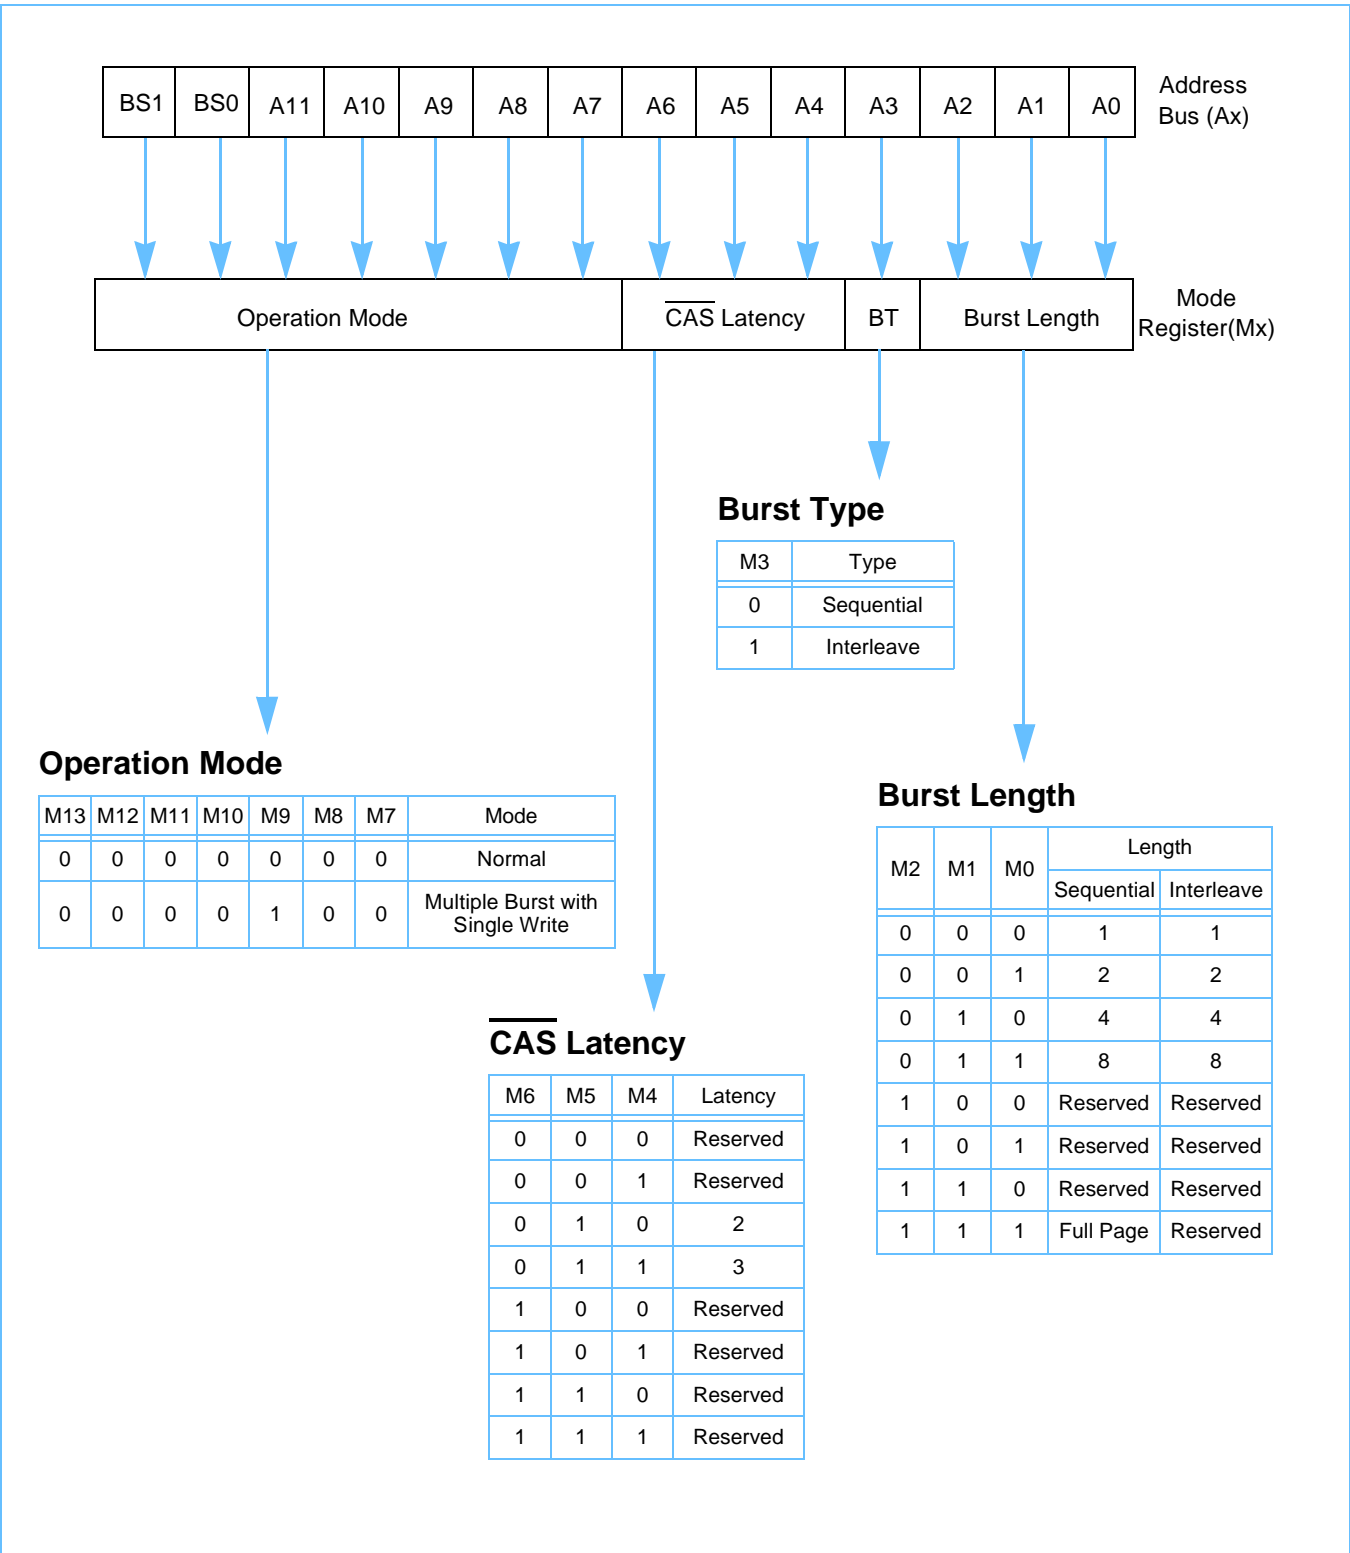 BS1 BS0 A11 A10 A9 A8 A7 A6 A5 A4 A3 A2 A1 A0
Address
Bus (Ax)
Operation Mode CAS Latency BT Burst Length
Mode
Register(Mx)
Burst Type
M3 Type
0 Sequential
1 Interleave
Operation Mode
M13 M12 M11 M10 M9 M8 M7 Mode
0 0 0 0 0 0 0 Normal
0 0 0 0 1 0 0 Multiple Burst with
Single Write
Burst Length
M2 M1 M0 Length
Sequential Interleave
0 0 0 1 1
0 0 1 2 2
0 1 0 4 4
0 1 1 8 8
1 0 0 Reserved Reserved
1 0 1 Reserved Reserved
1 1 0 Reserved Reserved
1 1 1 Full Page Reserved
CAS Latency
M6 M5 M4 Latency
0 0 0 Reserved
0 0 1 Reserved
0 1 0 2
0 1 1 3
1 0 0 Reserved
1 0 1 Reserved
1 1 0 Reserved
1 1 1 Reserved